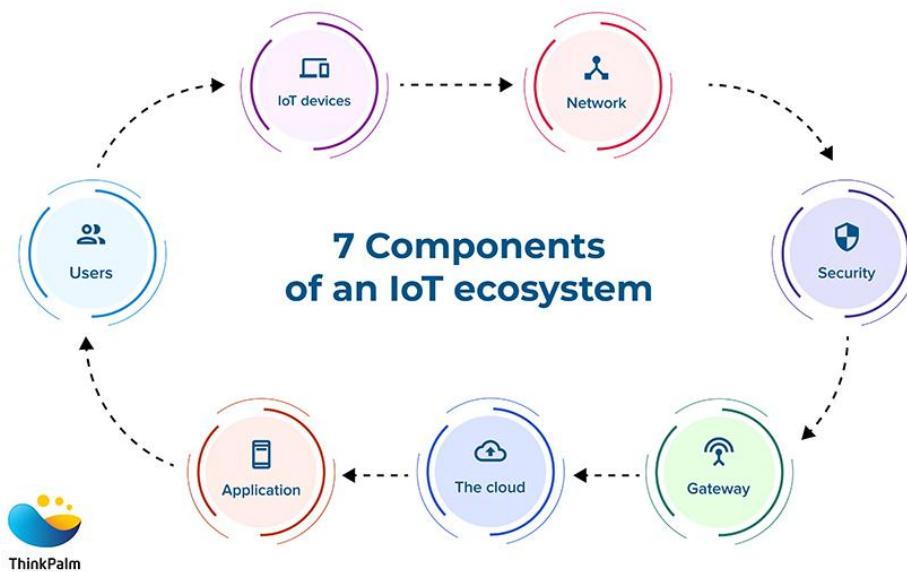 IoT devices
Network
Users
Security
7 Components
of an IoT ecosystem
Application
The cloud
Gateway
ThinkPalm